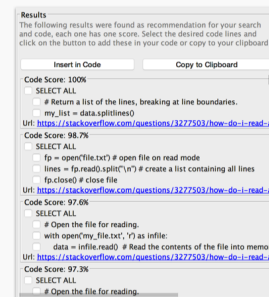 Results
The following results were found as recommendation for your search
and code, each one has one score. Select the desired code lines and
click on the button to add these in your code or copy to your clipboard
Insert in Code Copy to Clipboard
Code Score: 100%
SELECT ALL
# Return a list of the lines, breaking at line boundaries.
my_list = data.splitlines()
Url: https://stackoverflow.com/questions/3277503/how-do-i-read-a
Code Score: 98.7%
SELECT ALL
fp = open('file.txt') # open file on read mode
lines = fp.read().split("\n") # create a list containing all lines
fp.close() # close file
Url: https://stackoverflow.com/questions/3277503/how-do-i-read-a
Code Score: 97.6%
SELECT ALL
# Open the file for reading.
with open('my_file.txt', 'r') as infile:
data = infile.read() # Read the contents of the file into memo
Url: https://stackoverflow.com/questions/3277503/how-do-i-read-a
Code Score: 97.3%
SELECT ALL
# Open the file for reading.